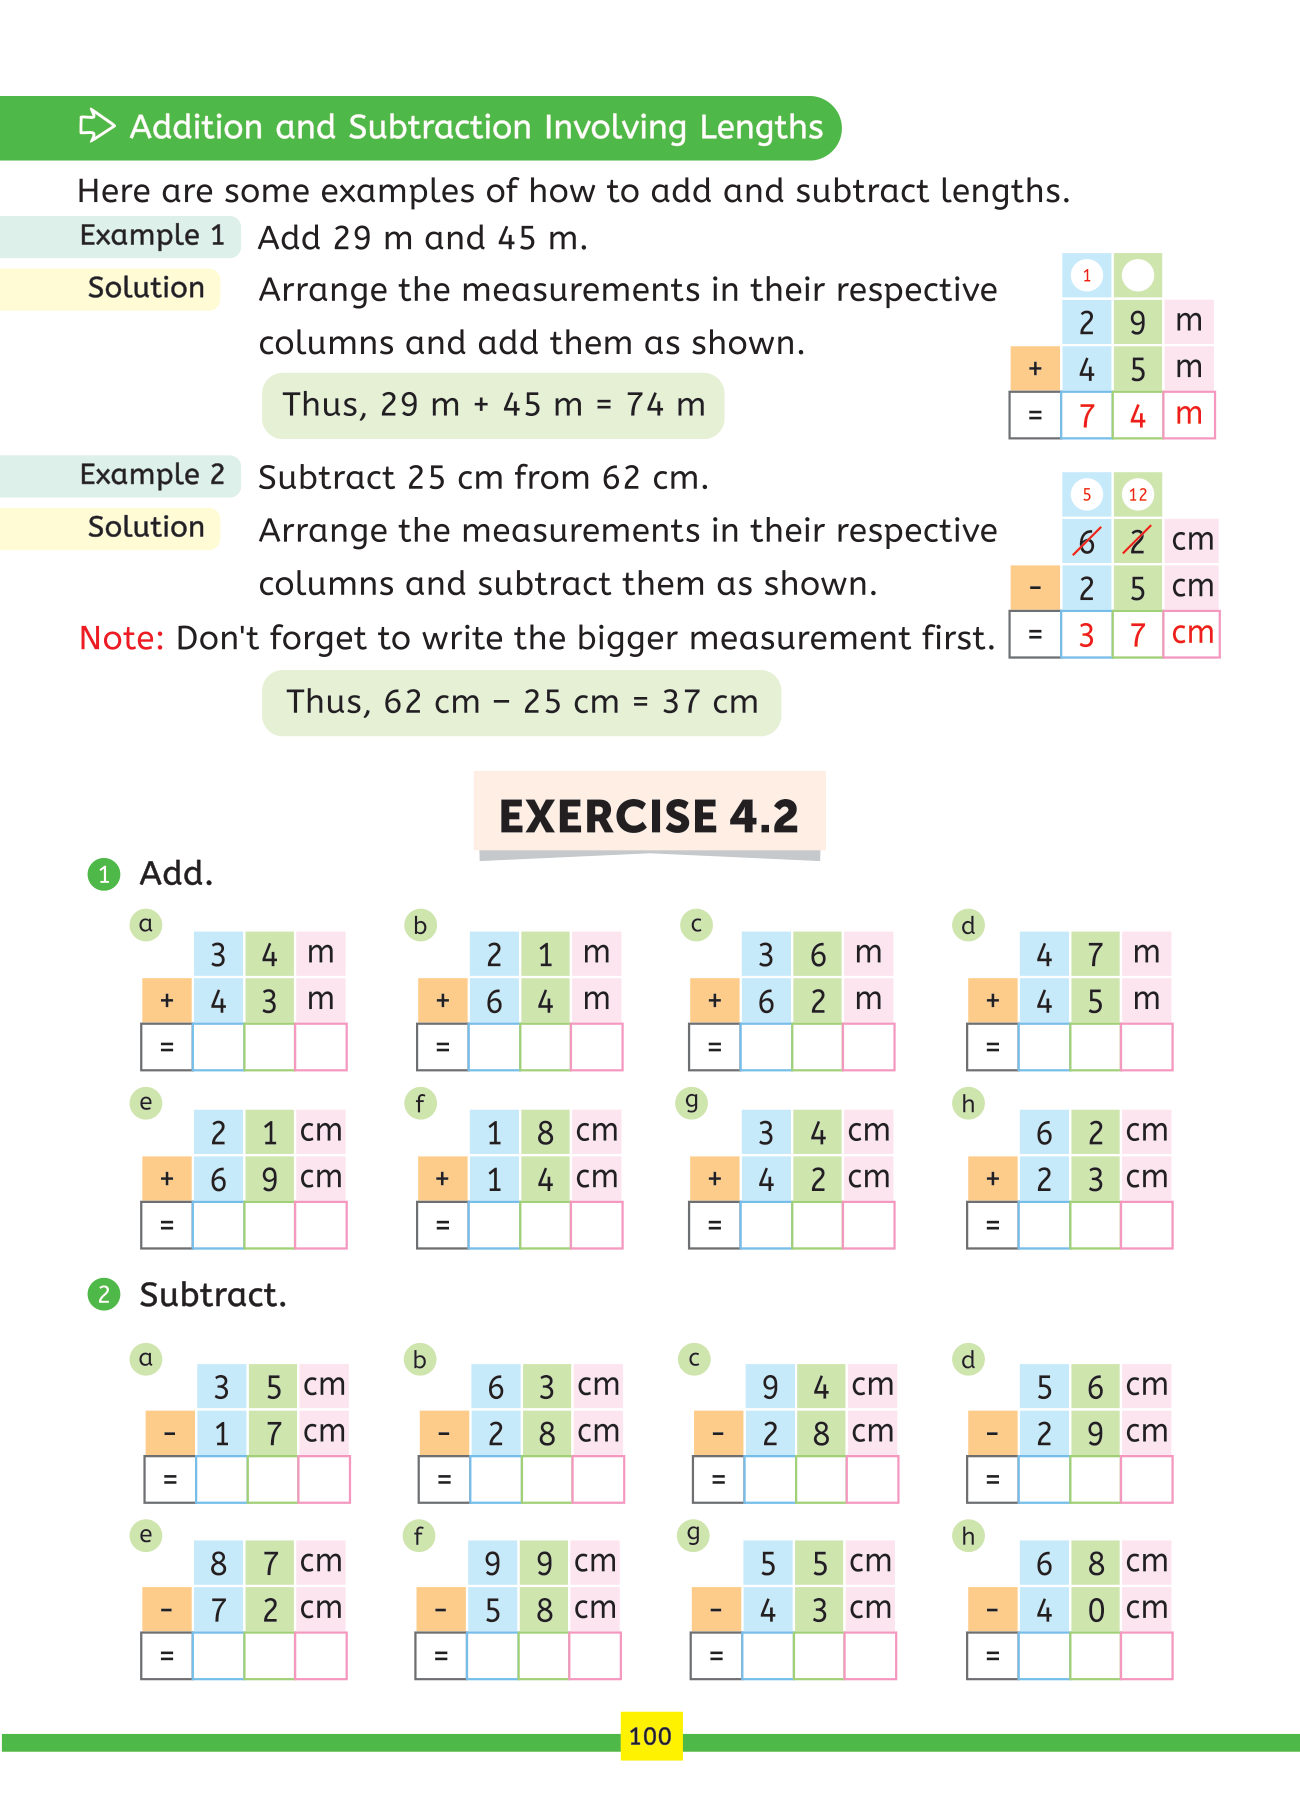 Addition and Subtraction Involving Lengths
Here are some examples of how to add and subtract lengths.
Example 1 Add 29 m and 45 m.
Solution Arrange the measurements in their respective
columns and add them as shown.
Thus, 29 m + 45 m = 74 m
1
2 9 m
+ 4 5 m
= 7 4 m
Example 2 Subtract 25 cm from 62 cm.
Solution Arrange the measurements in their respective
columns and subtract them as shown.
Note: Don't forget to write the bigger measurement first.
Thus, 62 cm – 25 cm = 37 cm
5 12
6 2 cm
- 2 5 cm
= 3 7 cm
EXERCISE 4.2
1 Add.
a b c d
3 4 m 2 1 m 3 6 m 4 7 m
+ 4 3 m + 6 4 m + 6 2 m + 4 5 m
= = = =
e f g h
2 1 cm 1 8 cm 3 4 cm 6 2 cm
+ 6 9 cm + 1 4 cm + 4 2 cm + 2 3 cm
= = = =
2 Subtract.
a b c d
3 5 cm 6 3 cm 9 4 cm 5 6 cm
- 1 7 cm - 2 8 cm - 2 8 cm - 2 9 cm
= = = =
e f g h
8 7 cm 9 9 cm 5 5 cm 6 8 cm
- 7 2 cm - 5 8 cm - 4 3 cm - 4 0 cm
= = = =
100